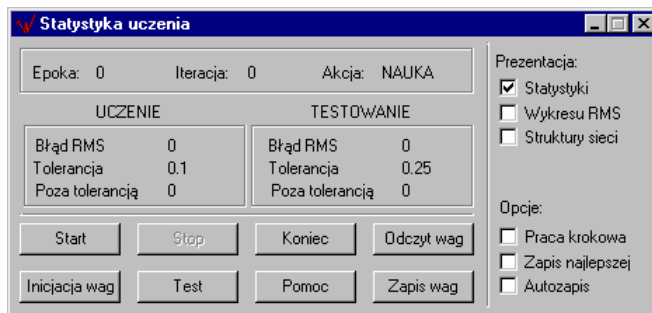 Statystyka uczenia
Epoka: 0 Iteracja: 0 Akcja: NAUKA
UCZENIE TESTOWANIE
Błąd RMS 0 Błąd RMS 0
Tolerancja 0.1 Tolerancja 0.25
Poza tolerancją 0 Poza tolerancją 0
Start Stop Koniec Odczyt wag
Inicjacja wag Test Pomoc Zapis wag
Prezentacja:
Statystyki
Wykresu RMS
Struktury sieci
Opcje:
Praca krokowa
Zapis najlepszej
Autozapis